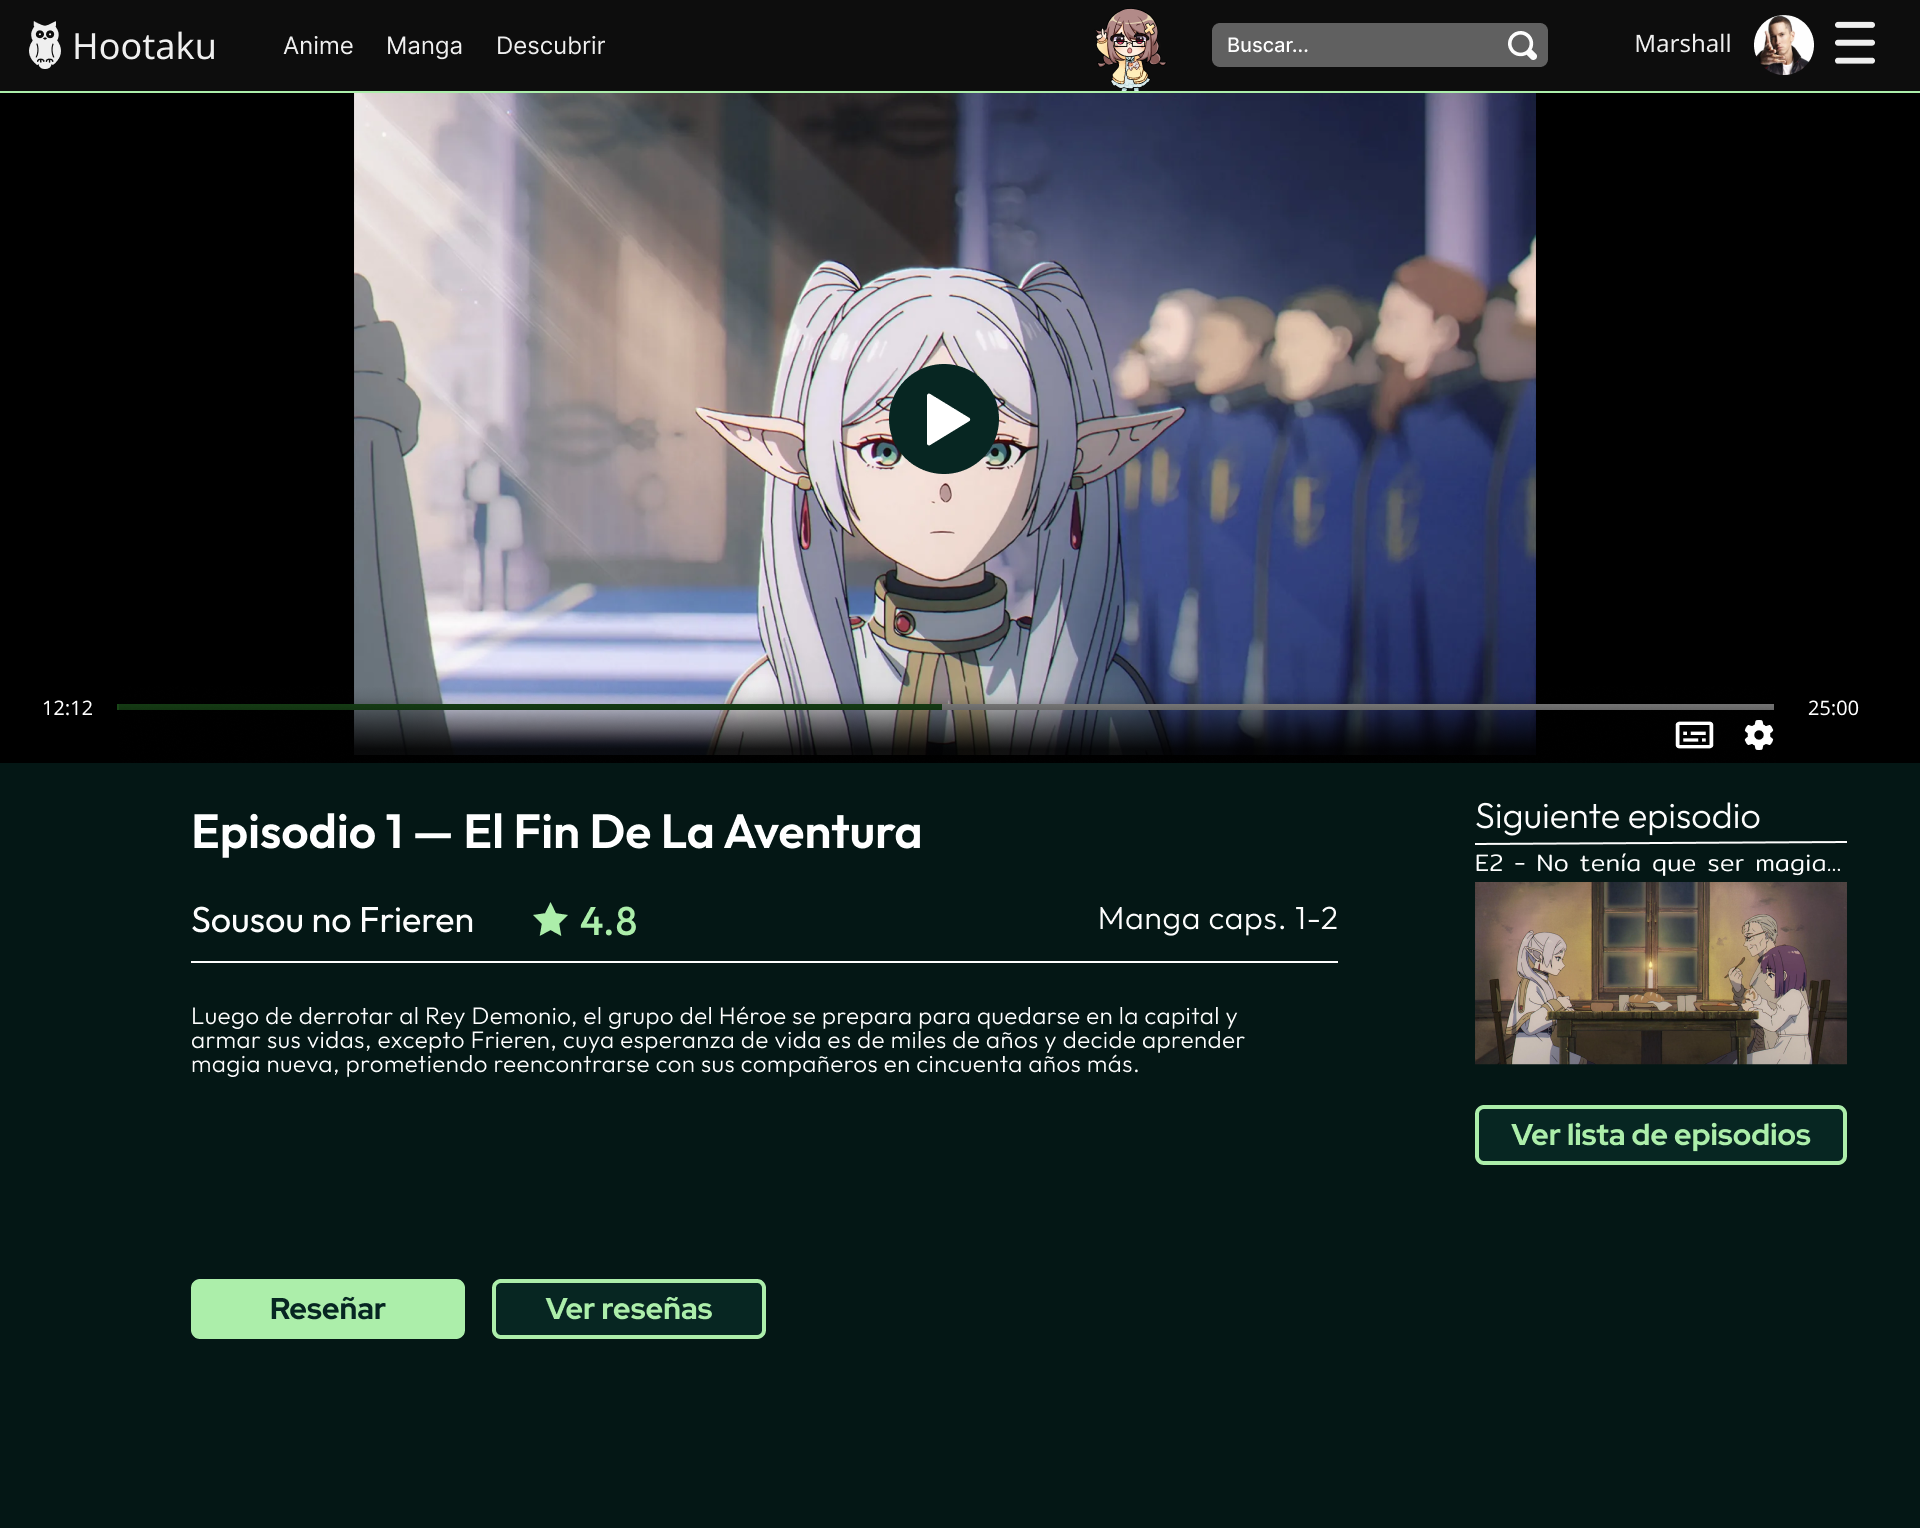 Hootaku
Anime
Manga
Descubrir
Buscar...
Marshall
12:12
25:00
Episodio 1 — El Fin De La Aventura
Sousou no Frieren
4.8
Manga caps. 1-2
Luego de derrotar al Rey Demonio, el grupo del Héroe se prepara para quedarse en la capital y
armar sus vidas, excepto Frieren, cuya esperanza de vida es de miles de años y decide aprender
magia nueva, prometiendo reencontrarse con sus compañeros en cincuenta años más.
Reseñar
Ver reseñas
Siguiente episodio
E2 - No tenía que ser magia...
Ver lista de episodios